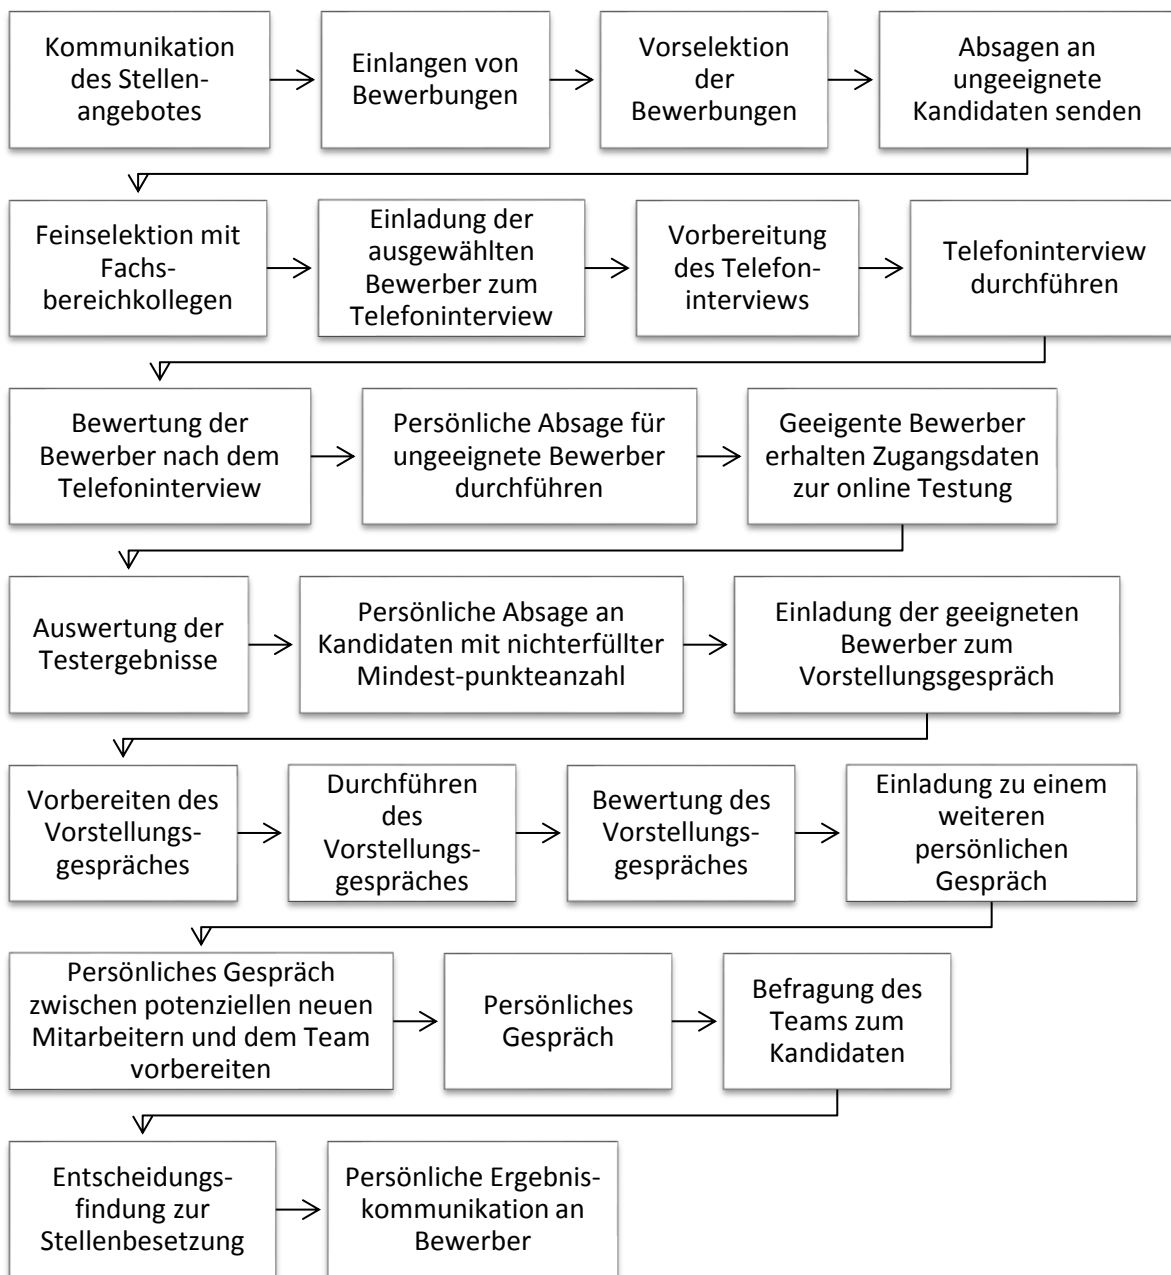 Kommunikation
des Stellen-
angebotes
Einlangen von
Bewerbungen
Vorselektion
der
Bewerbungen
Absagen an
ungeeignete
Kandidaten senden
Feinselektion mit
Fachs-
bereichkollegen
Einladung der
ausgewählten
Bewerber zum
Telefoninterview
Vorbereitung
des Telefon-
interviews
Telefoninterview
durchführen
Bewertung der
Bewerber nach dem
Telefoninterview
Persönliche Absage für
ungeeignete Bewerber
durchführen
Geeigente Bewerber
erhalten Zugangsdaten
zur online Testung
Auswertung der
Testergebnisse
Persönliche Absage an
Kandidaten mit nichterfüllter
Mindest-punkteanzahl
Einladung der geeigneten
Bewerber zum
Vorstellungsgespräch
Vorbereiten des
Vorstellungs-
gespräches
Durchführen
des
Vorstellungs-
gespräches
Bewertung des
Vorstellungs-
gespräches
Einladung zu einem
weiteren
persönlichen
Gespräch
Persönliches Gespräch
zwischen potenziellen neuen
Mitarbeitern und dem Team
vorbereiten
Persönliches
Gespräch
Befragung des
Teams zum
Kandidaten
Entscheidungs-
findung zur
Stellenbesetzung
Persönliche Ergebnis-
kommunikation an
Bewerber